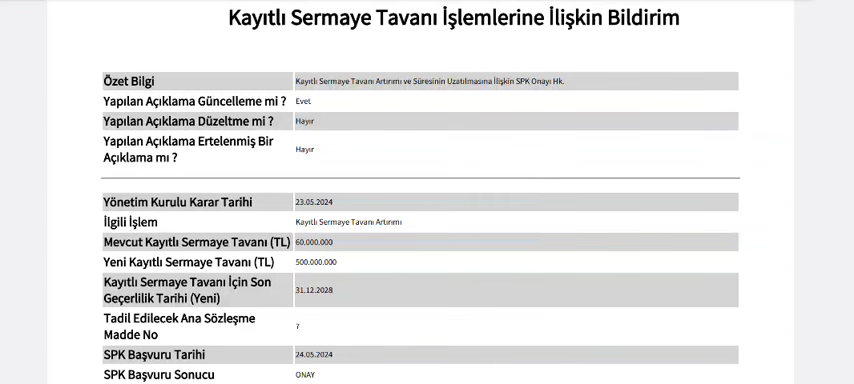 Kayıtlı Sermaye Tavanı İşlemlerine İlişkin Bildirim
Özet Bilgi Kayıtlı Sermaye Tavanı Artırımı ve Süresinin Uzatılmasına İlişkin SPK Onayı Hk.
Yapılan Açıklama Güncelleme mi ? Evet
Yapılan Açıklama Düzeltme mi ? Hayır
Yapılan Açıklama Ertelenmiş Bir
Açıklama mı ? Hayır
Yönetim Kurulu Karar Tarihi 23.05.2024
İlgili İşlem Kayıtlı Sermaye Tavanı Artırımı
Mevcut Kayıtlı Sermaye Tavanı (TL) 60.000.000
Yeni Kayıtlı Sermaye Tavanı (TL) 500.000.000
Kayıtlı Sermaye Tavanı İçin Son
Geçerlilik Tarihi (Yeni) 31.12.2028
Tadil Edilecek Ana Sözleşme
Madde No 7
SPK Başvuru Tarihi 24.05.2024
SPK Başvuru Sonucu ONAY